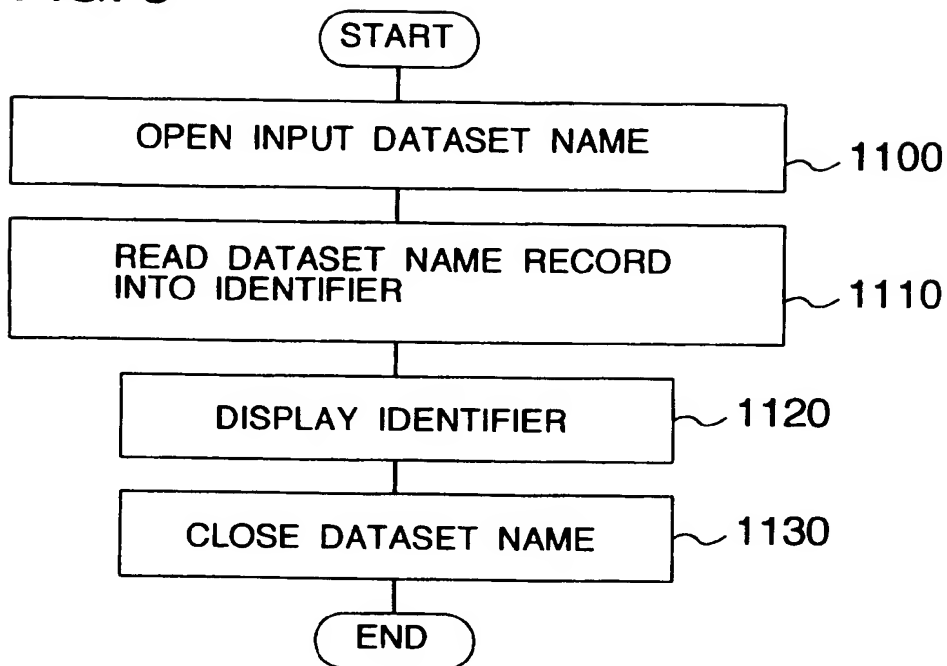 START
OPEN INPUT DATASET NAME
1100
READ DATASET NAME RECORD
INTO IDENTIFIER
1110
DISPLAY IDENTIFIER
1120
CLOSE DATASET NAME
1130
END